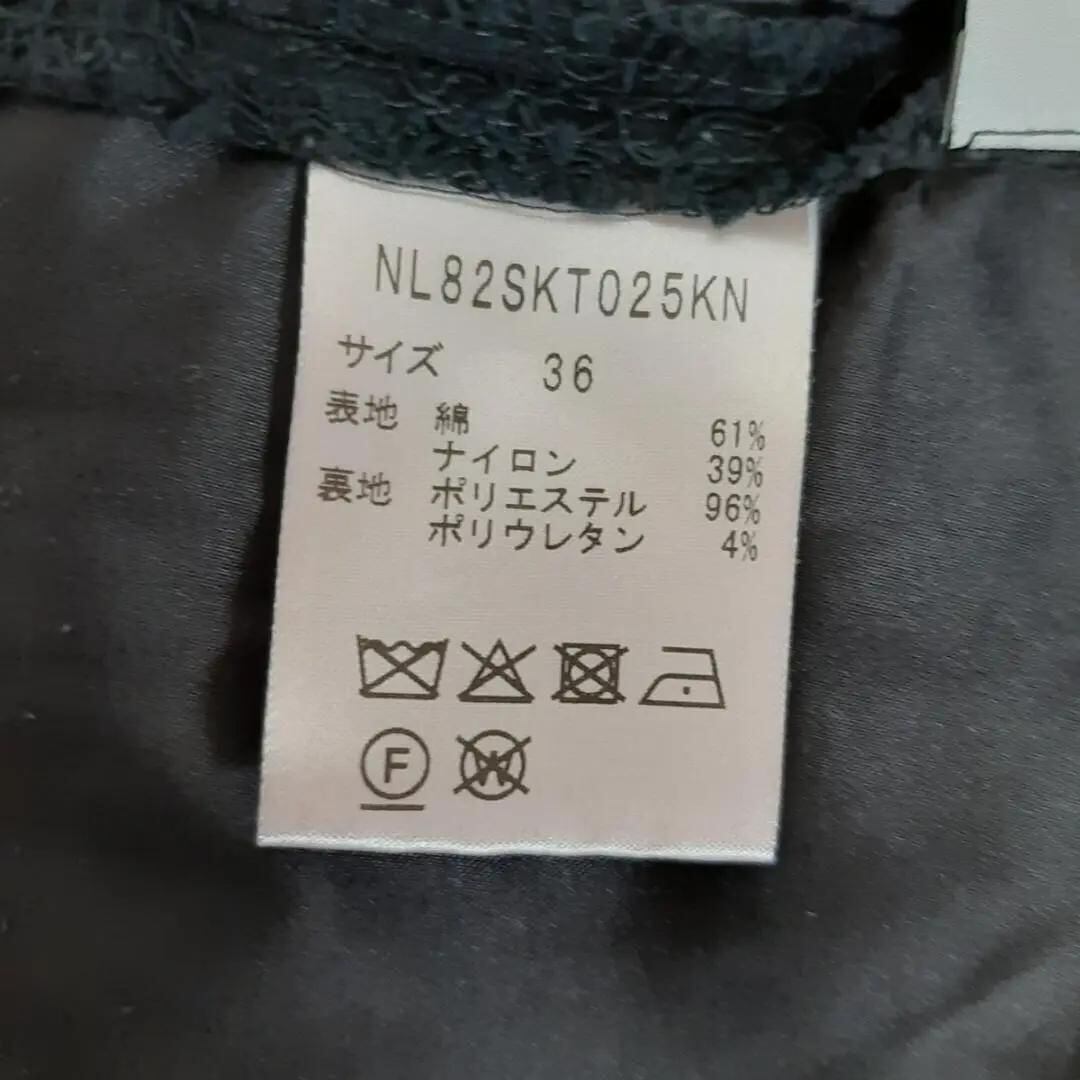 NL82SKT025KN
サイズ 36
表地 綿 61%
ナイロン 39%
裏地 ポリエステル 96%
ポリウレタン 4%
F
W